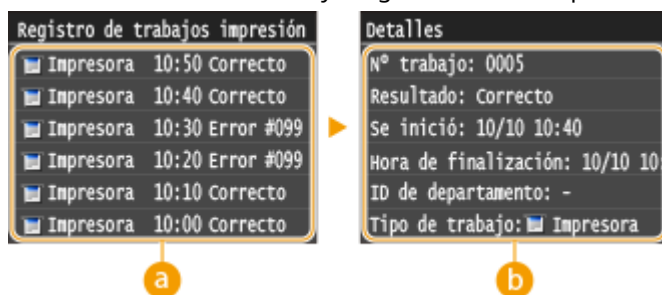 Registro de trabajos impresión
Impresora 10:50 Correcto
Impresora 10:40 Correcto
Impresora 10:30 Error #099
Impresora 10:20 Error #099
Impresora 10:10 Correcto
Impresora 10:00 Correcto
a
Detalles
Nº trabajo: 0005
Resultado: Correcto
Se inició: 10/10 10:40
Hora de finalización: 10/10 10:
ID de departamento: -
Tipo de trabajo: Impresora
b